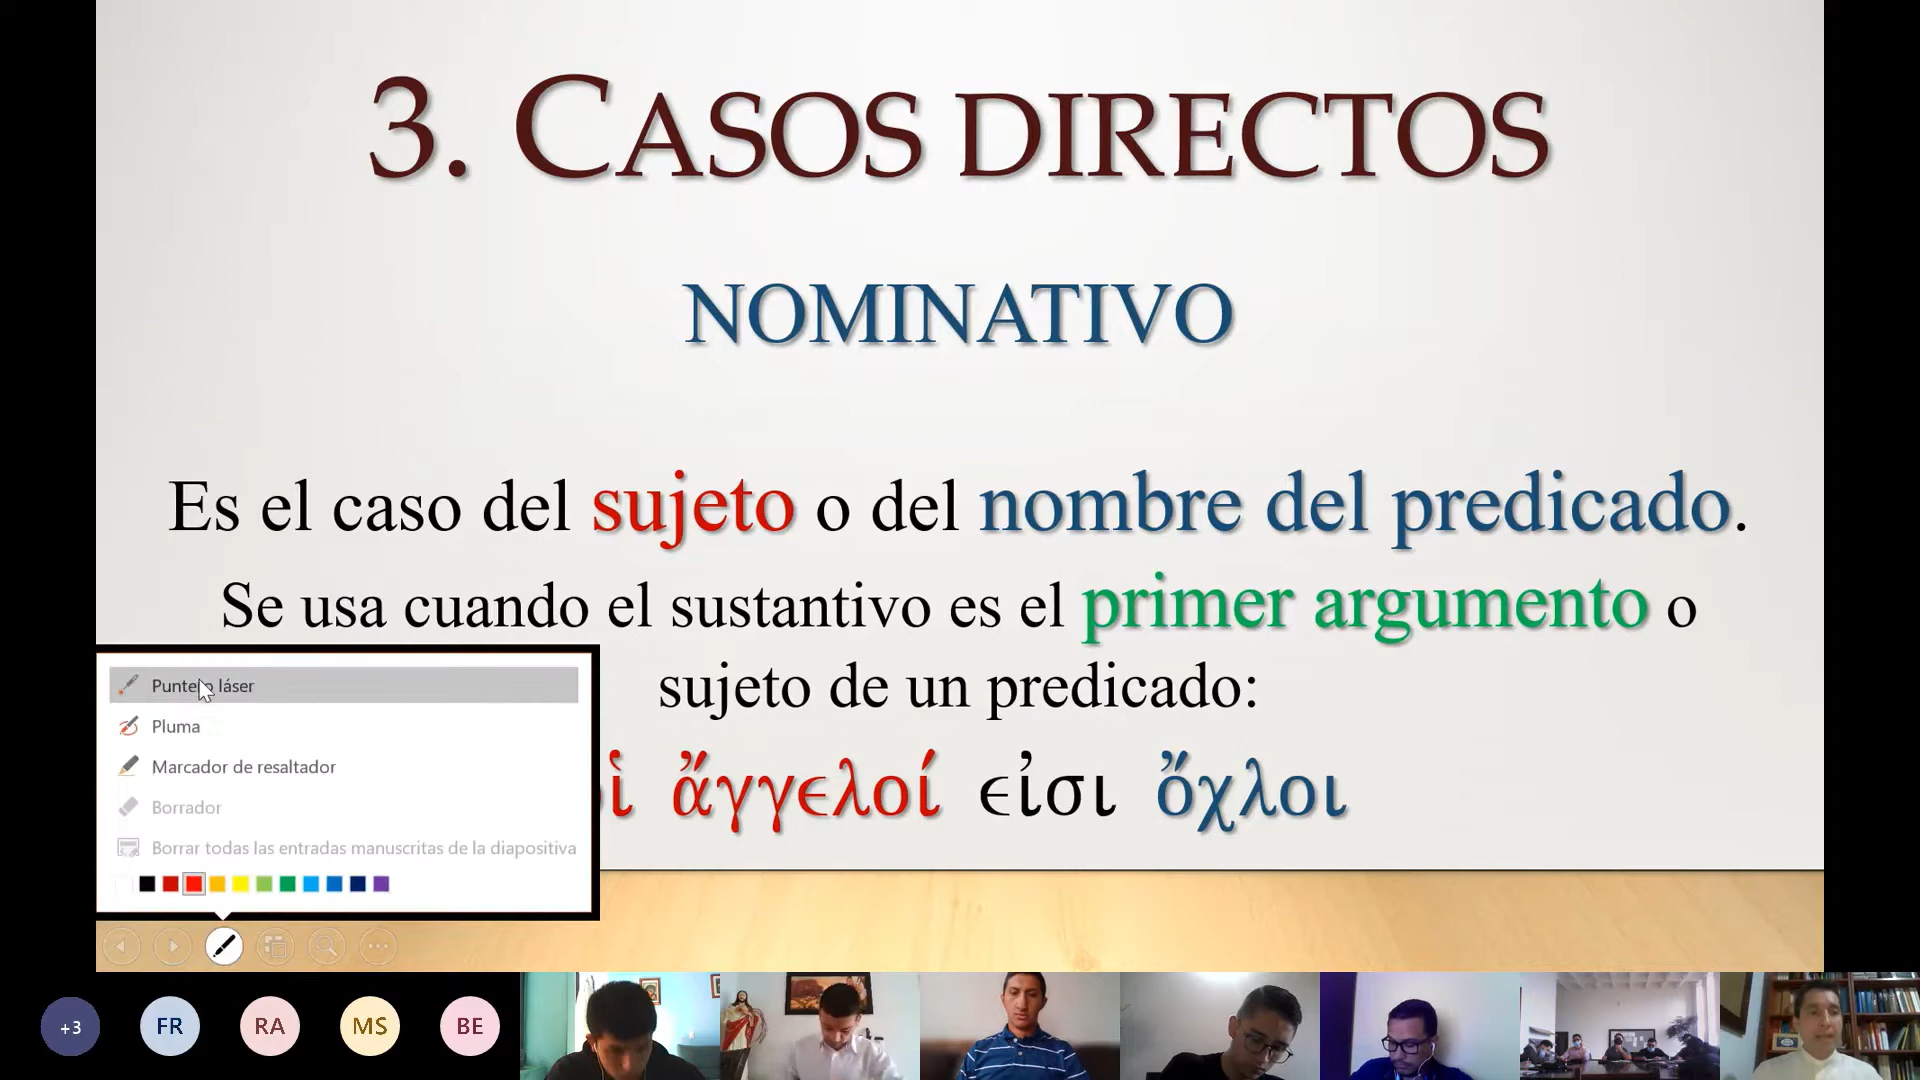 3. CASOS DIRECTOS
NOMINATIVO
Es el caso del sujeto o del nombre del predicado.
Se usa cuando el sustantivo es el primer argumento o
sujeto de un predicado:
ἄγγελοί εἰσι ὄχλοι
Puntero láser
Pluma
Marcador de resaltador
Borrador
Borrar todas las entradas manuscritas de la diapositiva
+3 FR RA MS BE